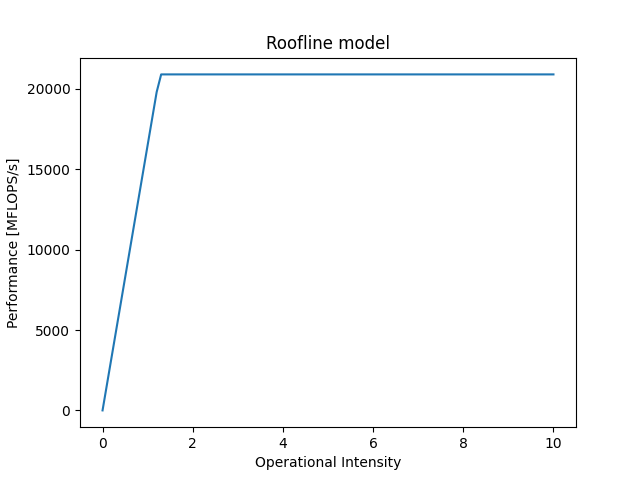 Roofline model
Performance [MFLOPS/s]
20000
15000
10000
5000
0
0 2 4 6 8 10
Operational Intensity